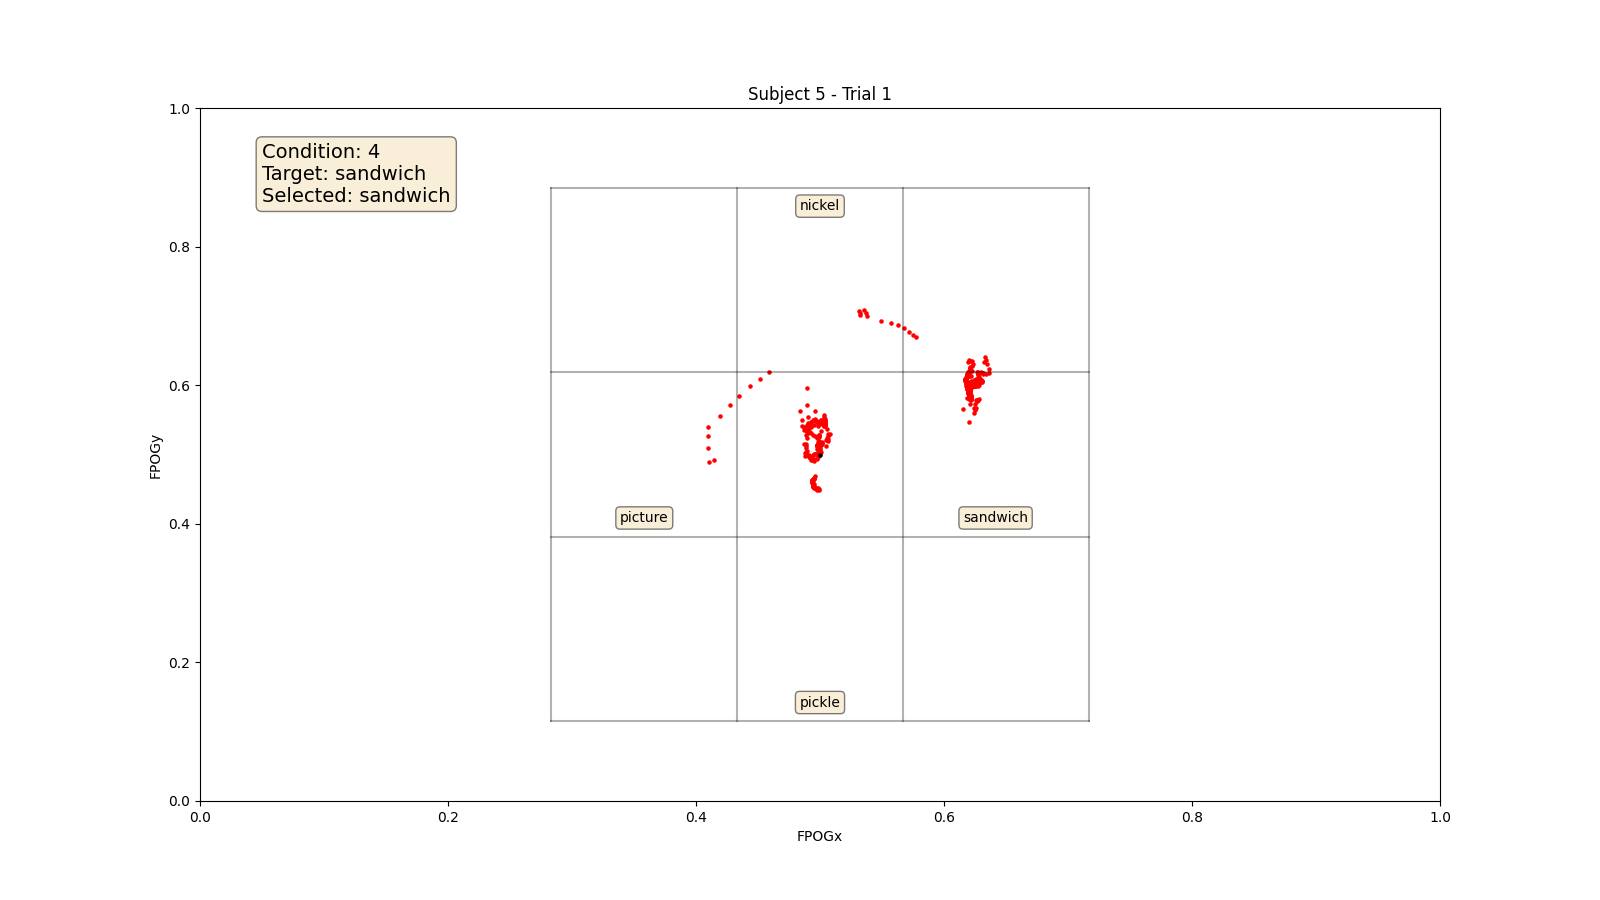 Subject 5 - Trial 1
1.0
Condition: 4
Target: sandwich
Selected: sandwich
nickel
0.8
0.6
FPOGy
picture
sandwich
0.4
0.2
pickle
0.0
0.0
0.2
0.4
0.6
0.8
1.0
FPOGx